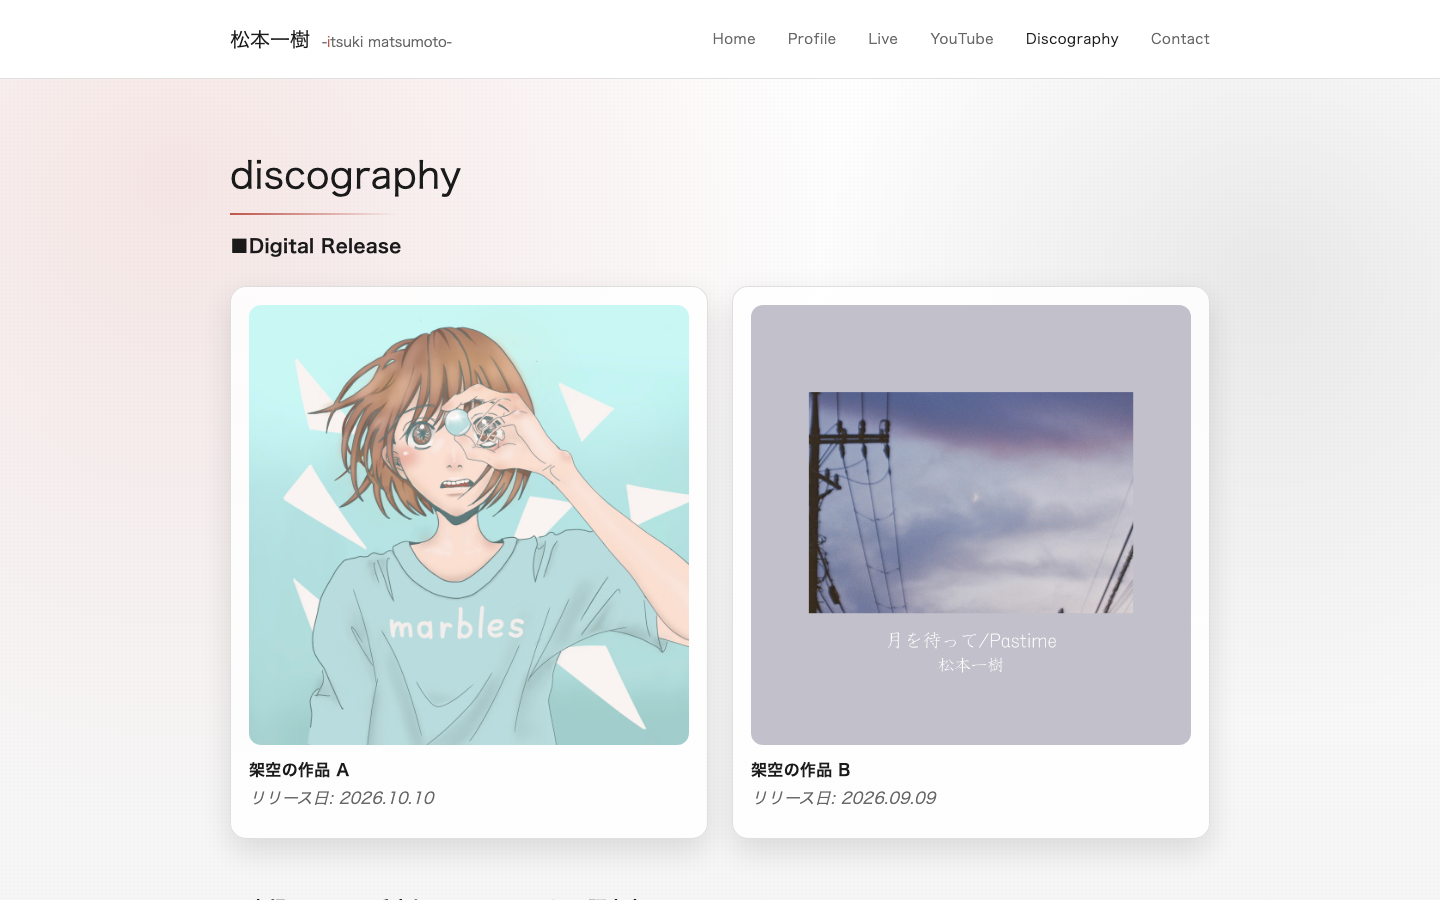 松本一樹 -itsuki matsumoto-
Home Profile Live YouTube Discography Contact
discography
■Digital Release
marbles
月を待って/Pastime
松本一樹
架空の作品 A
リリース日: 2026.10.10
架空の作品 B
リリース日: 2026.09.09